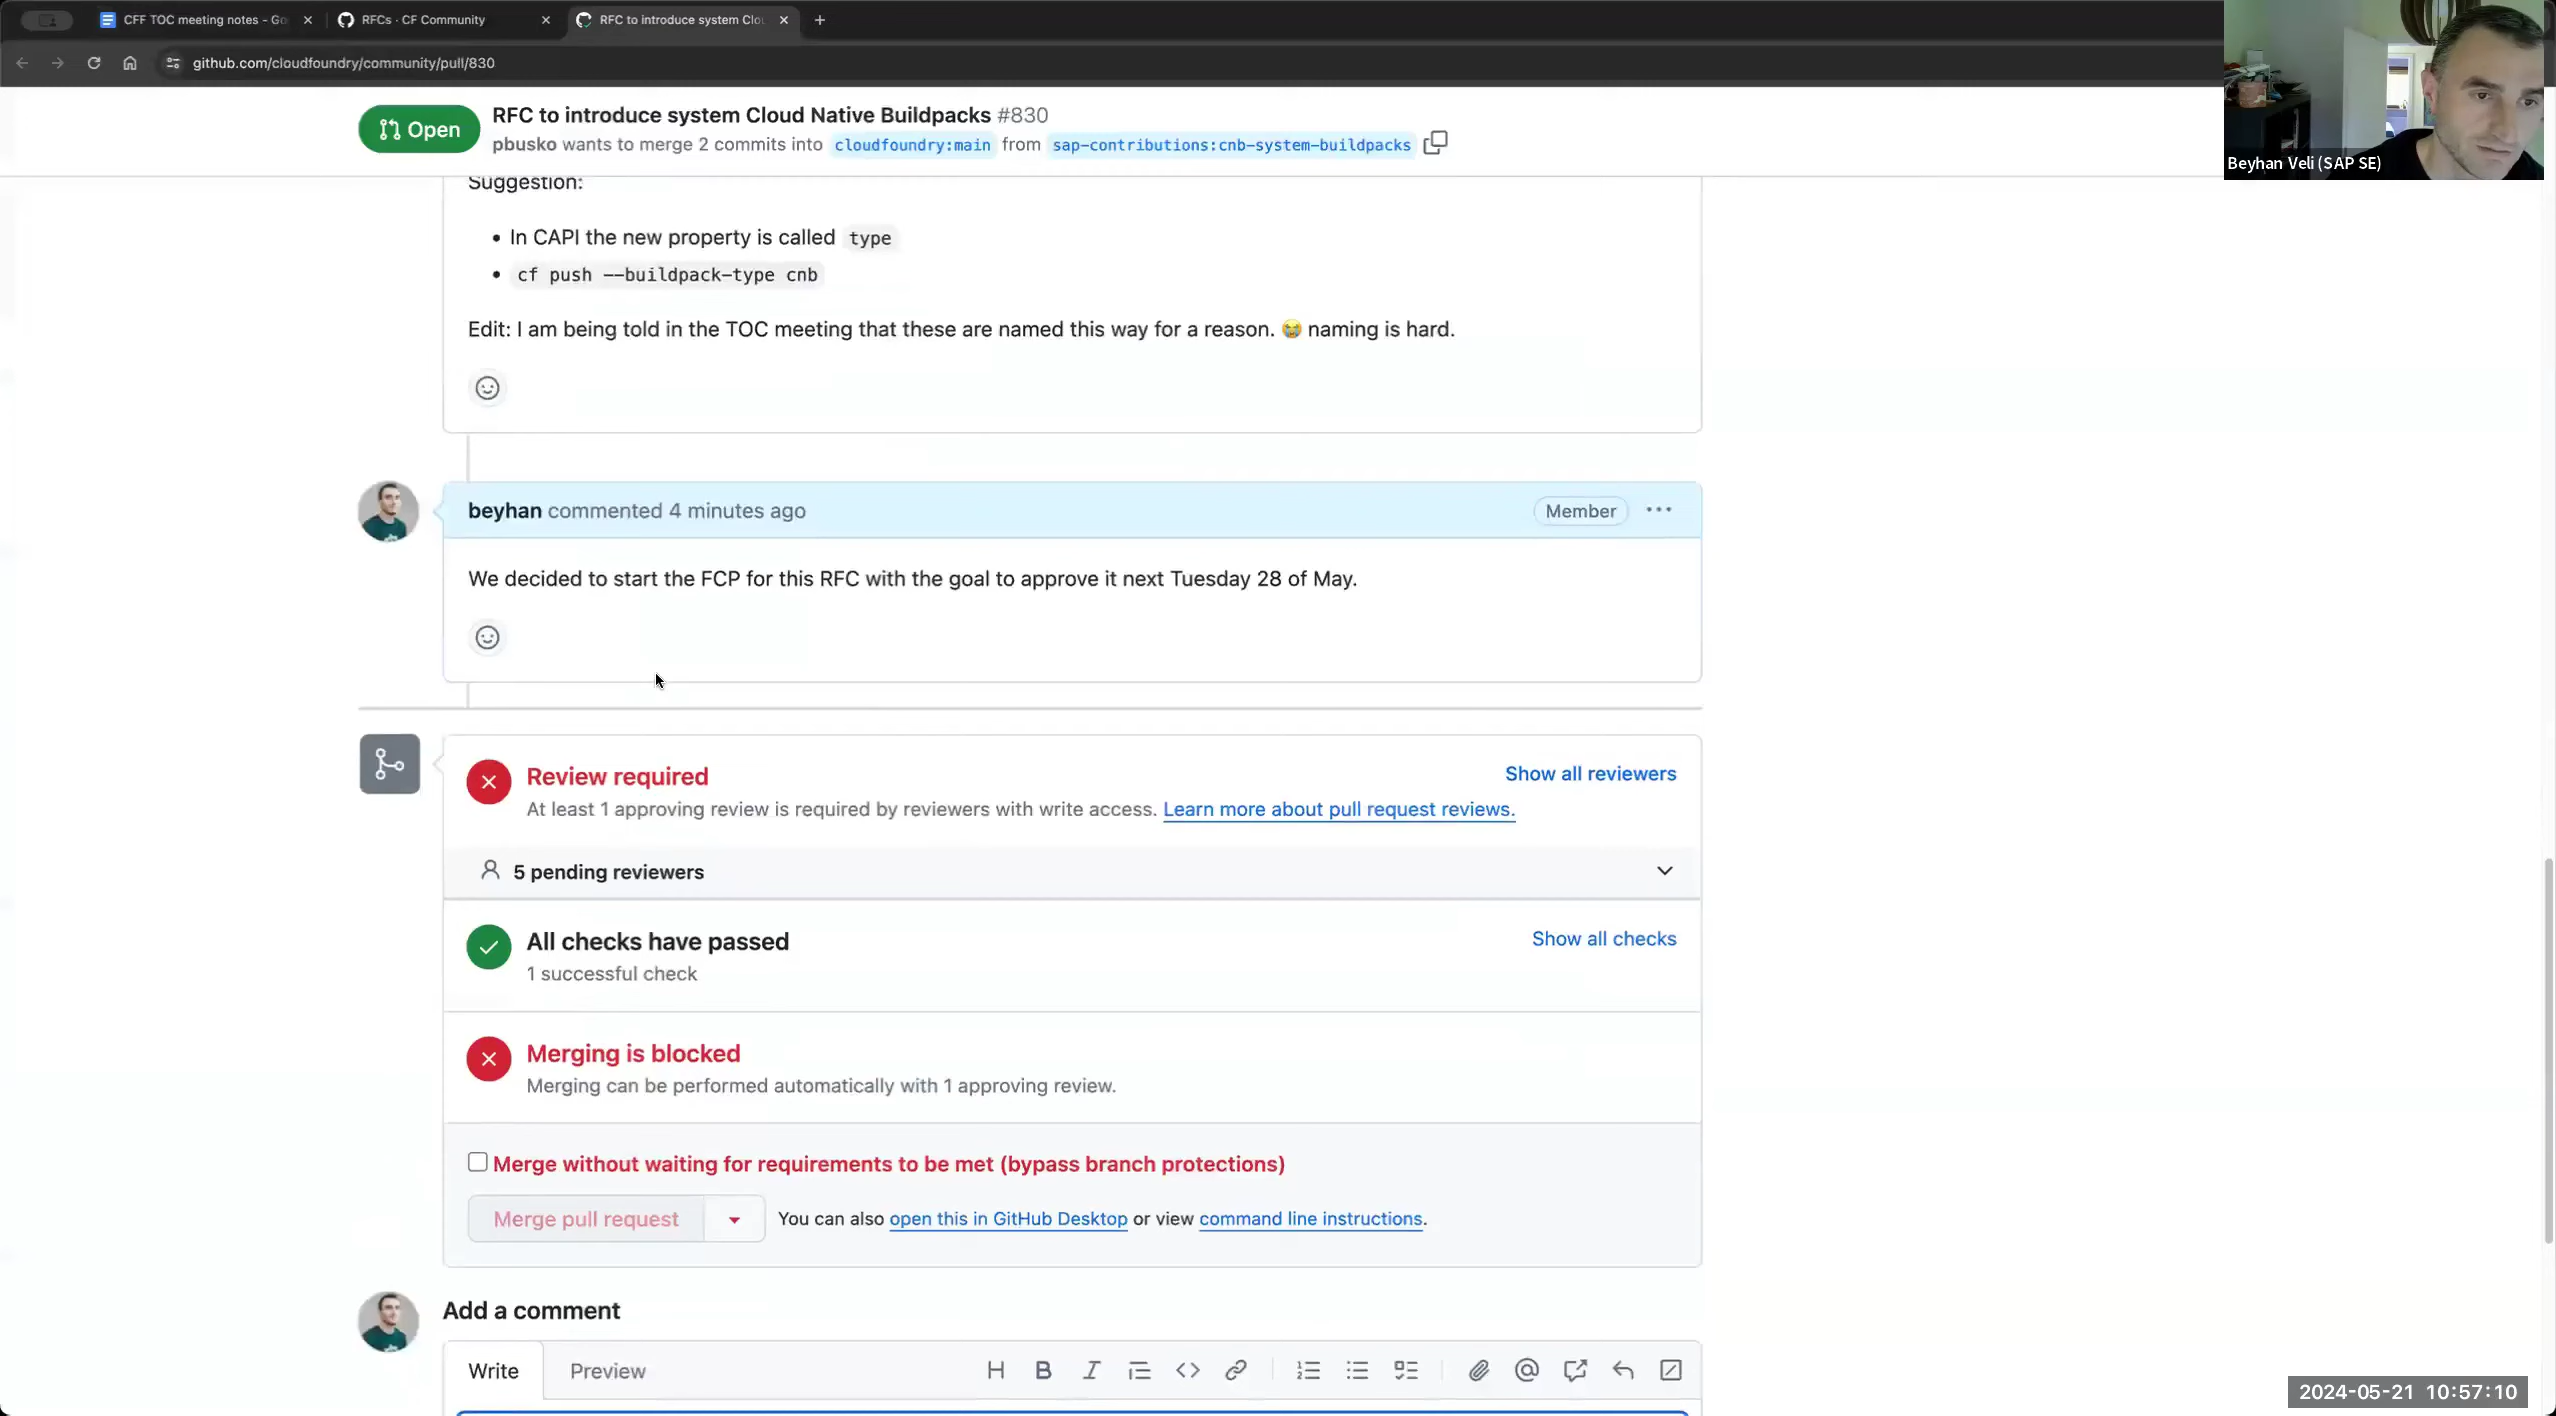 CFF TOC meeting notes - Go
RFCs · CF Community
RFC to introduce system Clo
github.com/cloudfoundry/community/pull/830
Open
RFC to introduce system Cloud Native Buildpacks #830
pbusko wants to merge 2 commits into cloudfoundry:main from sap-contributions:cnb-system-buildpacks
Beyhan Veli (SAP SE)
Suggestion:
• In CAPI the new property is called type
• cf push --buildpack-type cnb
Edit: I am being told in the TOC meeting that these are named this way for a reason. 😭 naming is hard.
beyhan commented 4 minutes ago
Member
We decided to start the FCP for this RFC with the goal to approve it next Tuesday 28 of May.
Review required
Show all reviewers
At least 1 approving review is required by reviewers with write access. Learn more about pull request reviews.
5 pending reviewers
All checks have passed
Show all checks
1 successful check
Merging is blocked
Merging can be performed automatically with 1 approving review.
Merge without waiting for requirements to be met (bypass branch protections)
Merge pull request
You can also open this in GitHub Desktop or view command line instructions.
Add a comment
Write
Preview
2024-05-21 10:57:10